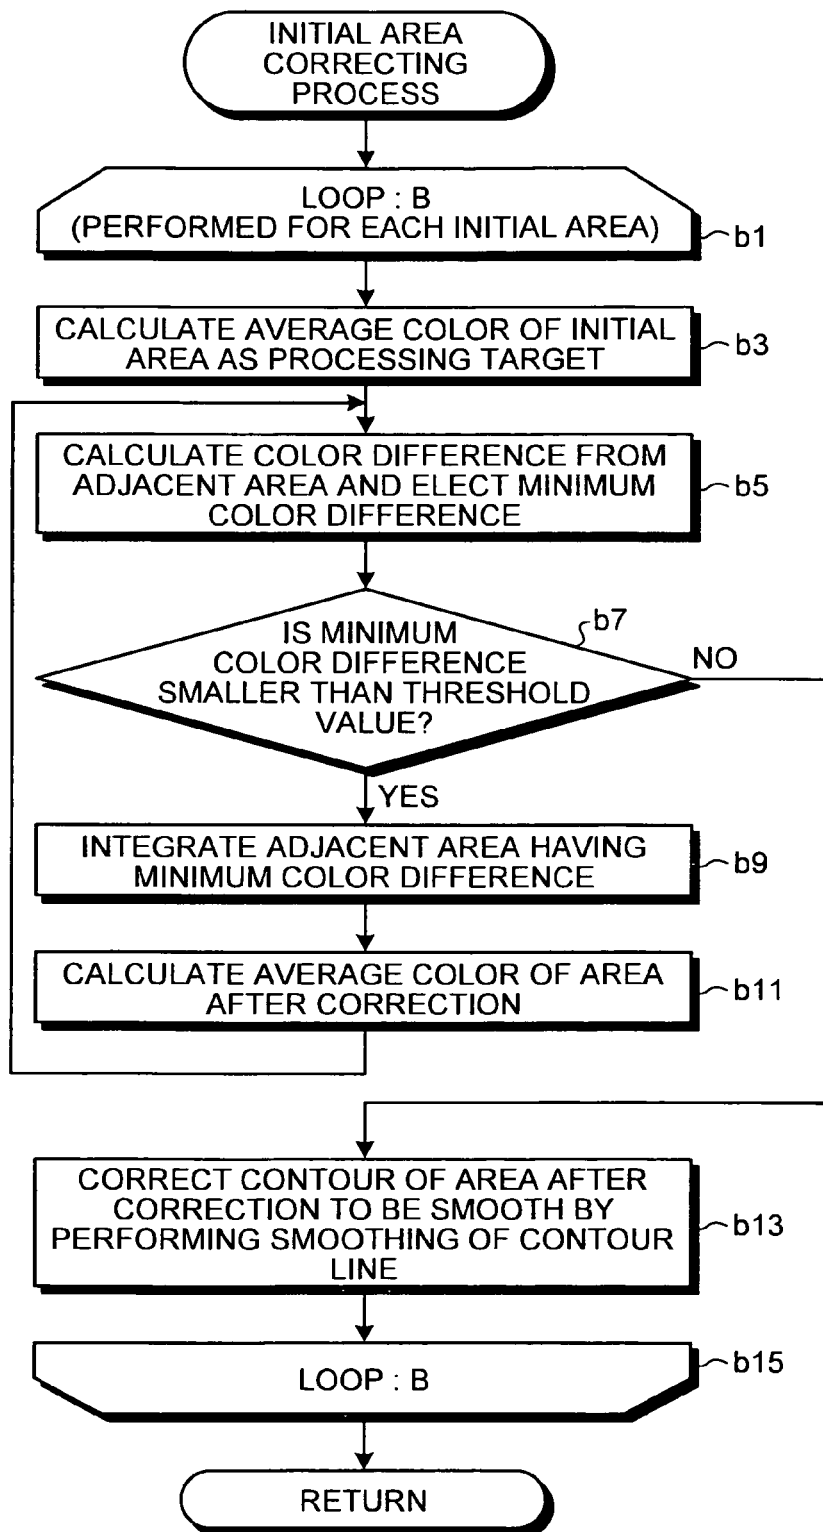 INITIAL AREA
CORRECTING
PROCESS
LOOP : B
(PERFORMED FOR EACH INITIAL AREA)
b1
CALCULATE AVERAGE COLOR OF INITIAL
AREA AS PROCESSING TARGET
b3
CALCULATE COLOR DIFFERENCE FROM
ADJACENT AREA AND ELECT MINIMUM
COLOR DIFFERENCE
b5
b7
IS MINIMUM
COLOR DIFFERENCE
SMALLER THAN THRESHOLD
VALUE?
NO
YES
INTEGRATE ADJACENT AREA HAVING
MINIMUM COLOR DIFFERENCE
b9
CALCULATE AVERAGE COLOR OF AREA
AFTER CORRECTION
b11
CORRECT CONTOUR OF AREA AFTER
CORRECTION TO BE SMOOTH BY
PERFORMING SMOOTHING OF CONTOUR
LINE
b13
LOOP : B
b15
RETURN